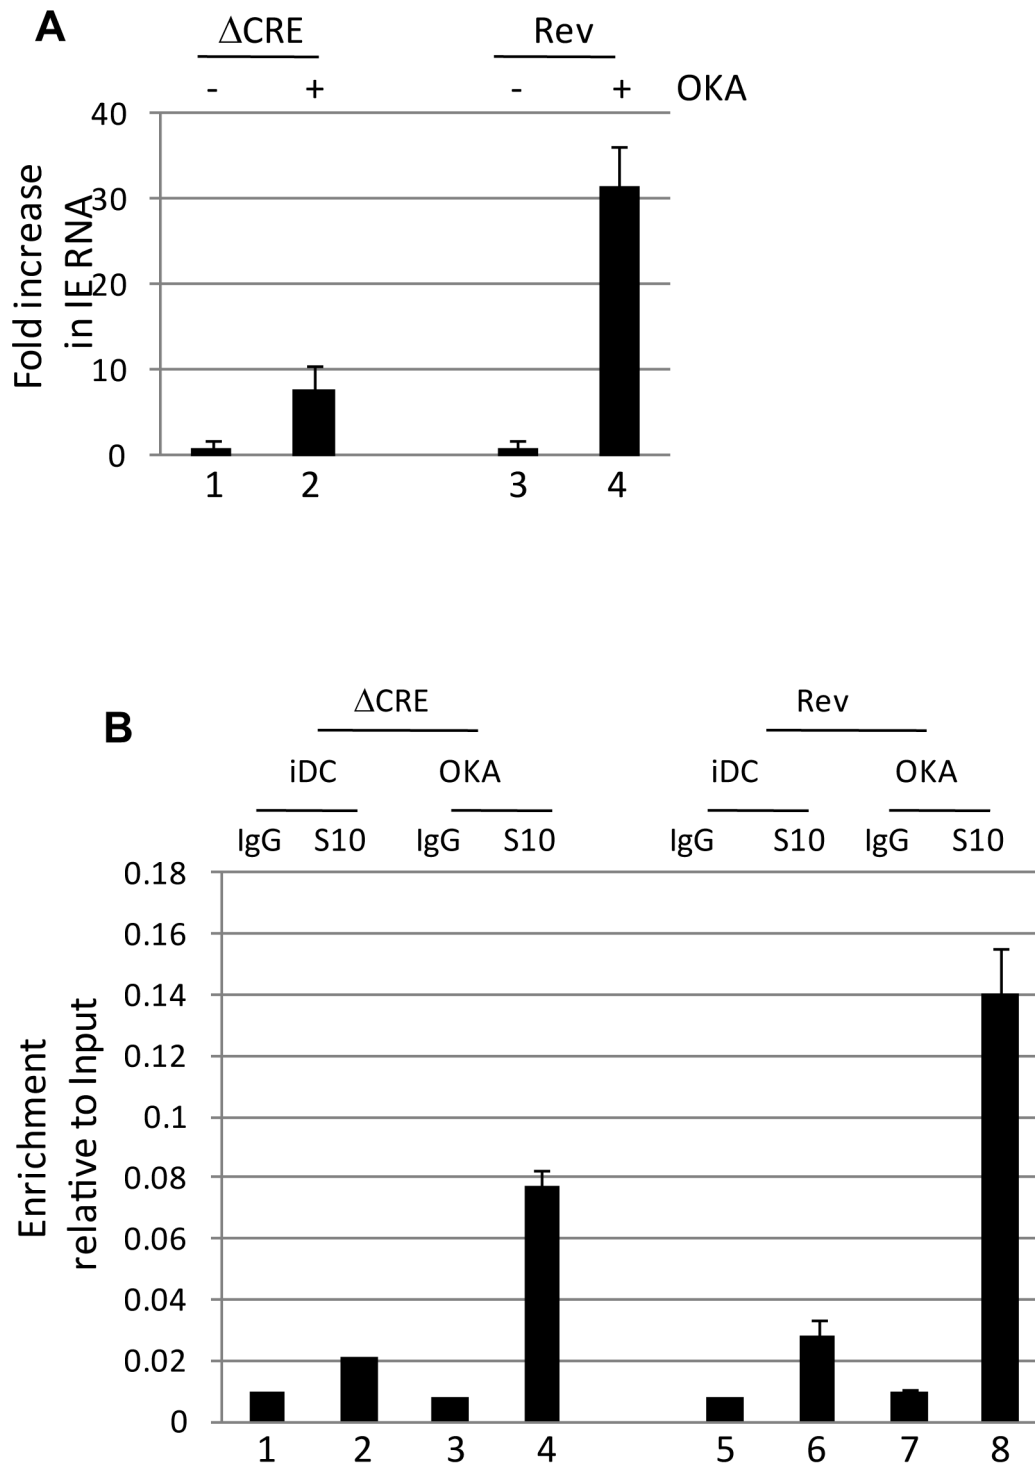 A
ΔCRE Rev
- + - + OKA
40
30
20
10
0
Fold increase
in IE RNA
1 2 3 4
B
ΔCRE Rev
iDC OKA iDC OKA
IgG S10 IgG S10 IgG S10 IgG S10
0.18
0.16
0.14
0.12
0.1
0.08
0.06
0.04
0.02
0
Enrichment
relative to Input
1 2 3 4 5 6 7 8